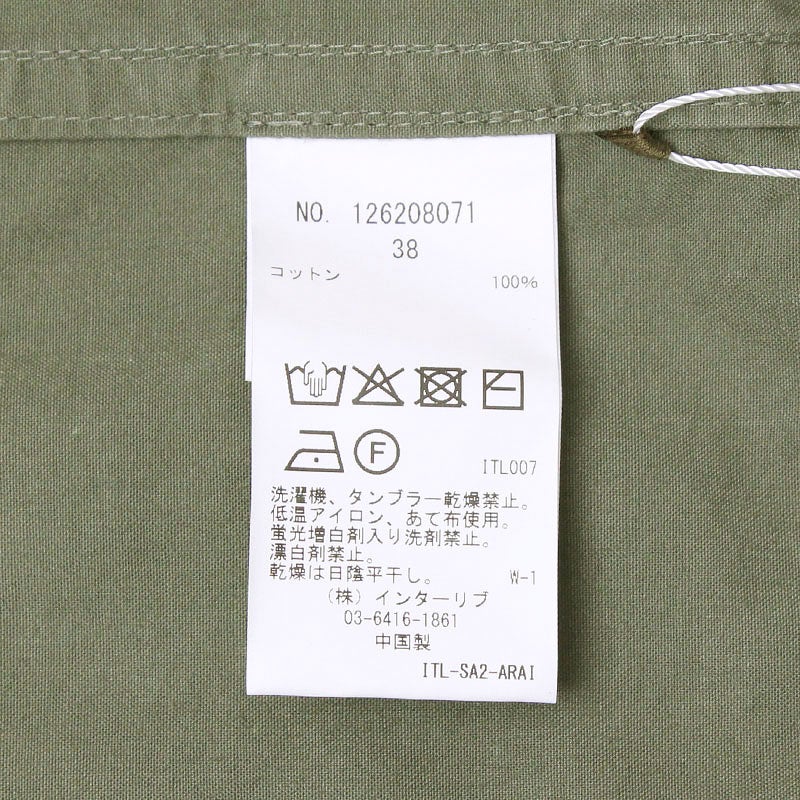 NO. 126208071
38
コットン 100%
F
ITL007
洗濯機、タンブラー乾燥禁止。
低温アイロン、あて布使用。
蛍光増白剤入り洗剤禁止。
漂白剤禁止。
乾燥は日陰平干し。 W-1
(株)インターリブ
03-6416-1861
中国製
ITL-SA2-ARAI